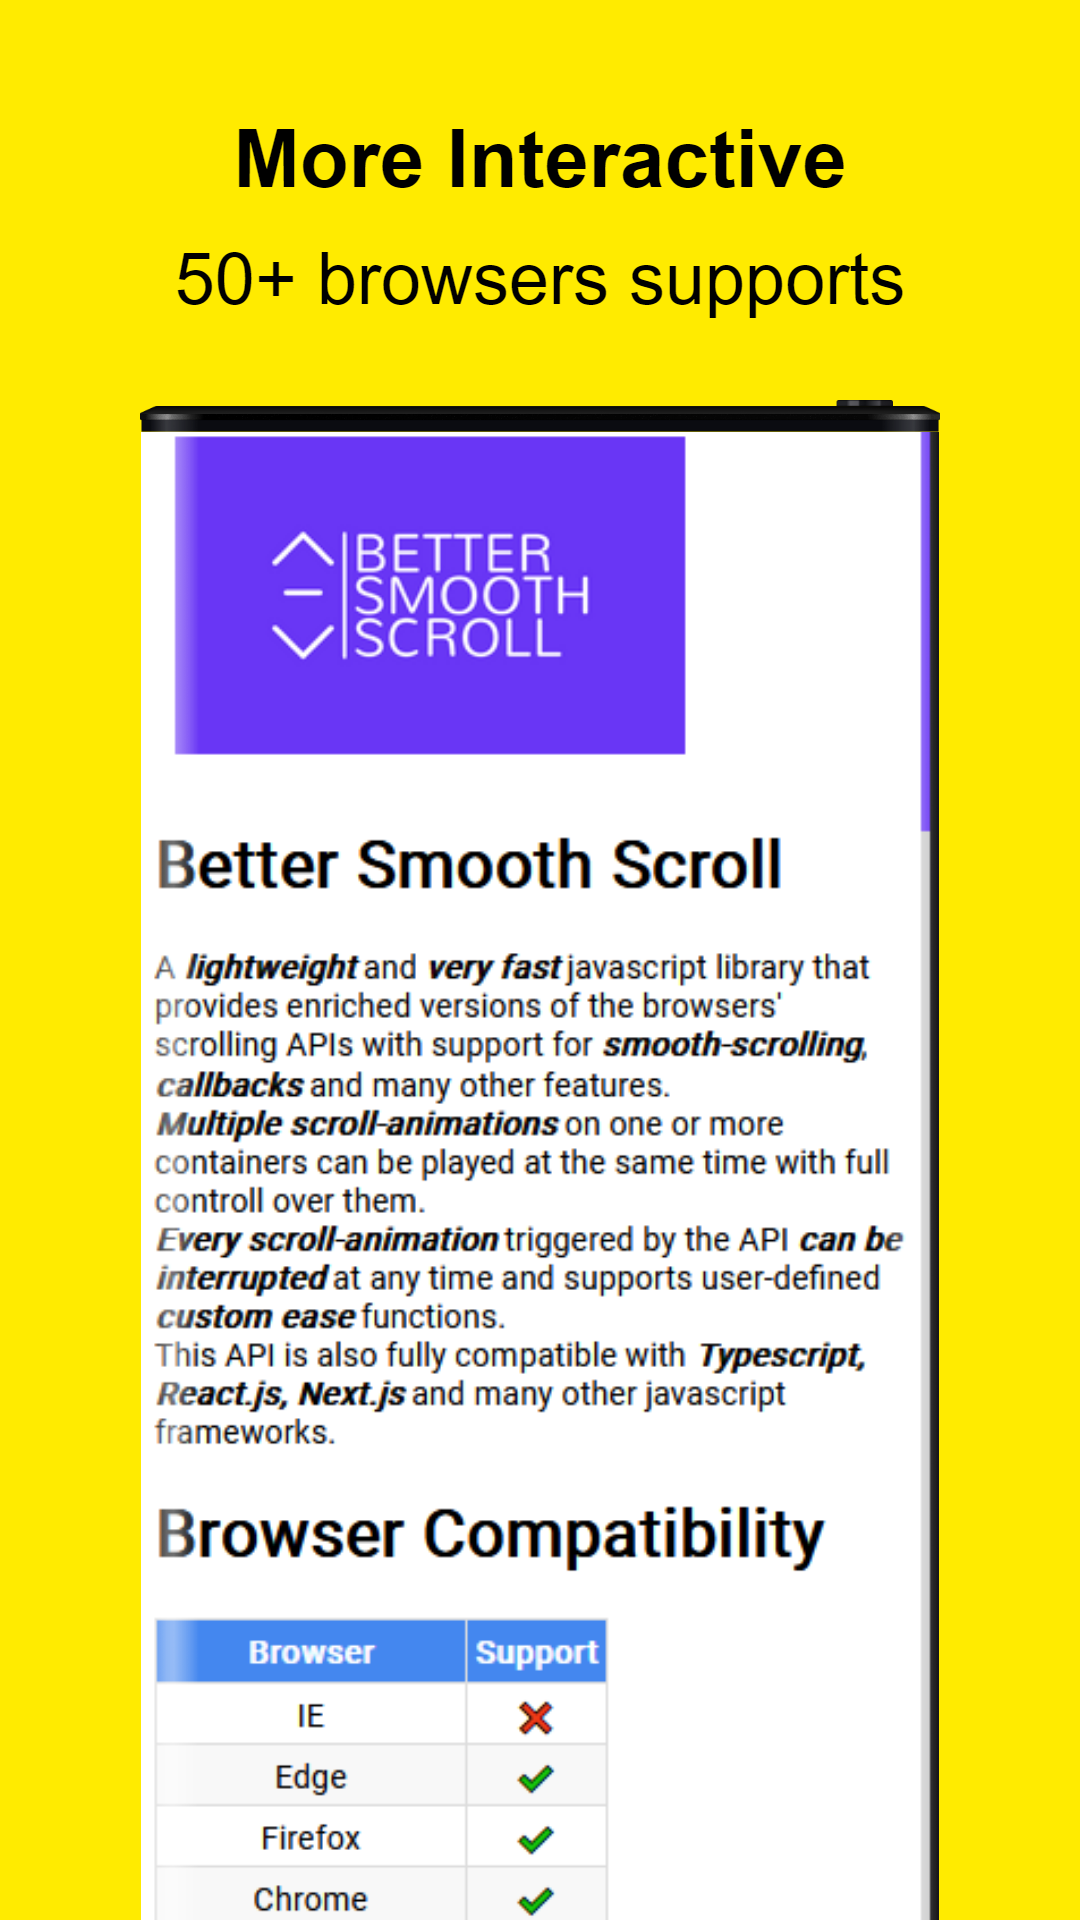 More Interactive
50+ browsers supports
BETTER
SMOOTH
SCROLL
Better Smooth Scroll
A lightweight and very fast javascript library that
provides enriched versions of the browsers'
scrolling APIs with support for smooth-scrolling,
callbacks and many other features.
Multiple scroll-animations on one or more
containers can be played at the same time with full
controll over them.
Every scroll-animation triggered by the API can be
interrupted at any time and supports user-defined
custom ease functions.
This API is also fully compatible with Typescript,
React.js, Next.js and many other javascript
frameworks.
Browser Compatibility
Browser Support
IE
Edge
Firefox
Chrome